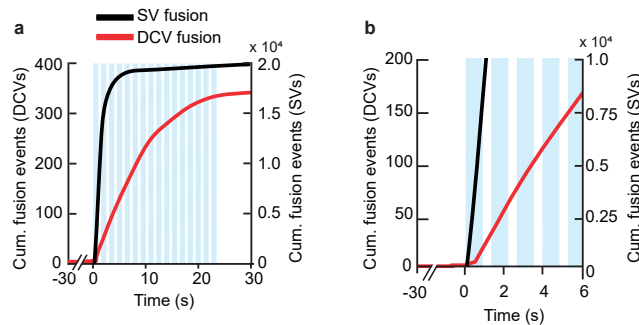 SV fusion
DCV fusion
a
Cum. fusion events (DCVs)
400
300
200
100
0
-30
0
10
20
30
Time (s)
x 10⁴
2.0
1.5
1.0
0.5
0
Cum. fusion events (SVs)
b
Cum. fusion events (DCVs)
200
150
100
50
0
-30
0
2
4
6
Time (s)
x 10⁴
1.0
0.75
0.5
0.25
0
Cum. fusion events (SVs)